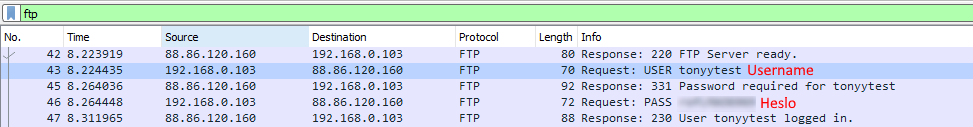 ftp
No. Time Source Destination Protocol Length Info
42 8.223919 88.86.120.160 192.168.0.103 FTP 80 Response: 220 FTP Server ready.
43 8.224435 192.168.0.103 88.86.120.160 FTP 70 Request: USER tonyytest Username
45 8.264036 88.86.120.160 192.168.0.103 FTP 92 Response: 331 Password required for tonyytest
46 8.264448 192.168.0.103 88.86.120.160 FTP 72 Request: PASS Heslo
47 8.311965 88.86.120.160 192.168.0.103 FTP 88 Response: 230 User tonyytest logged in.